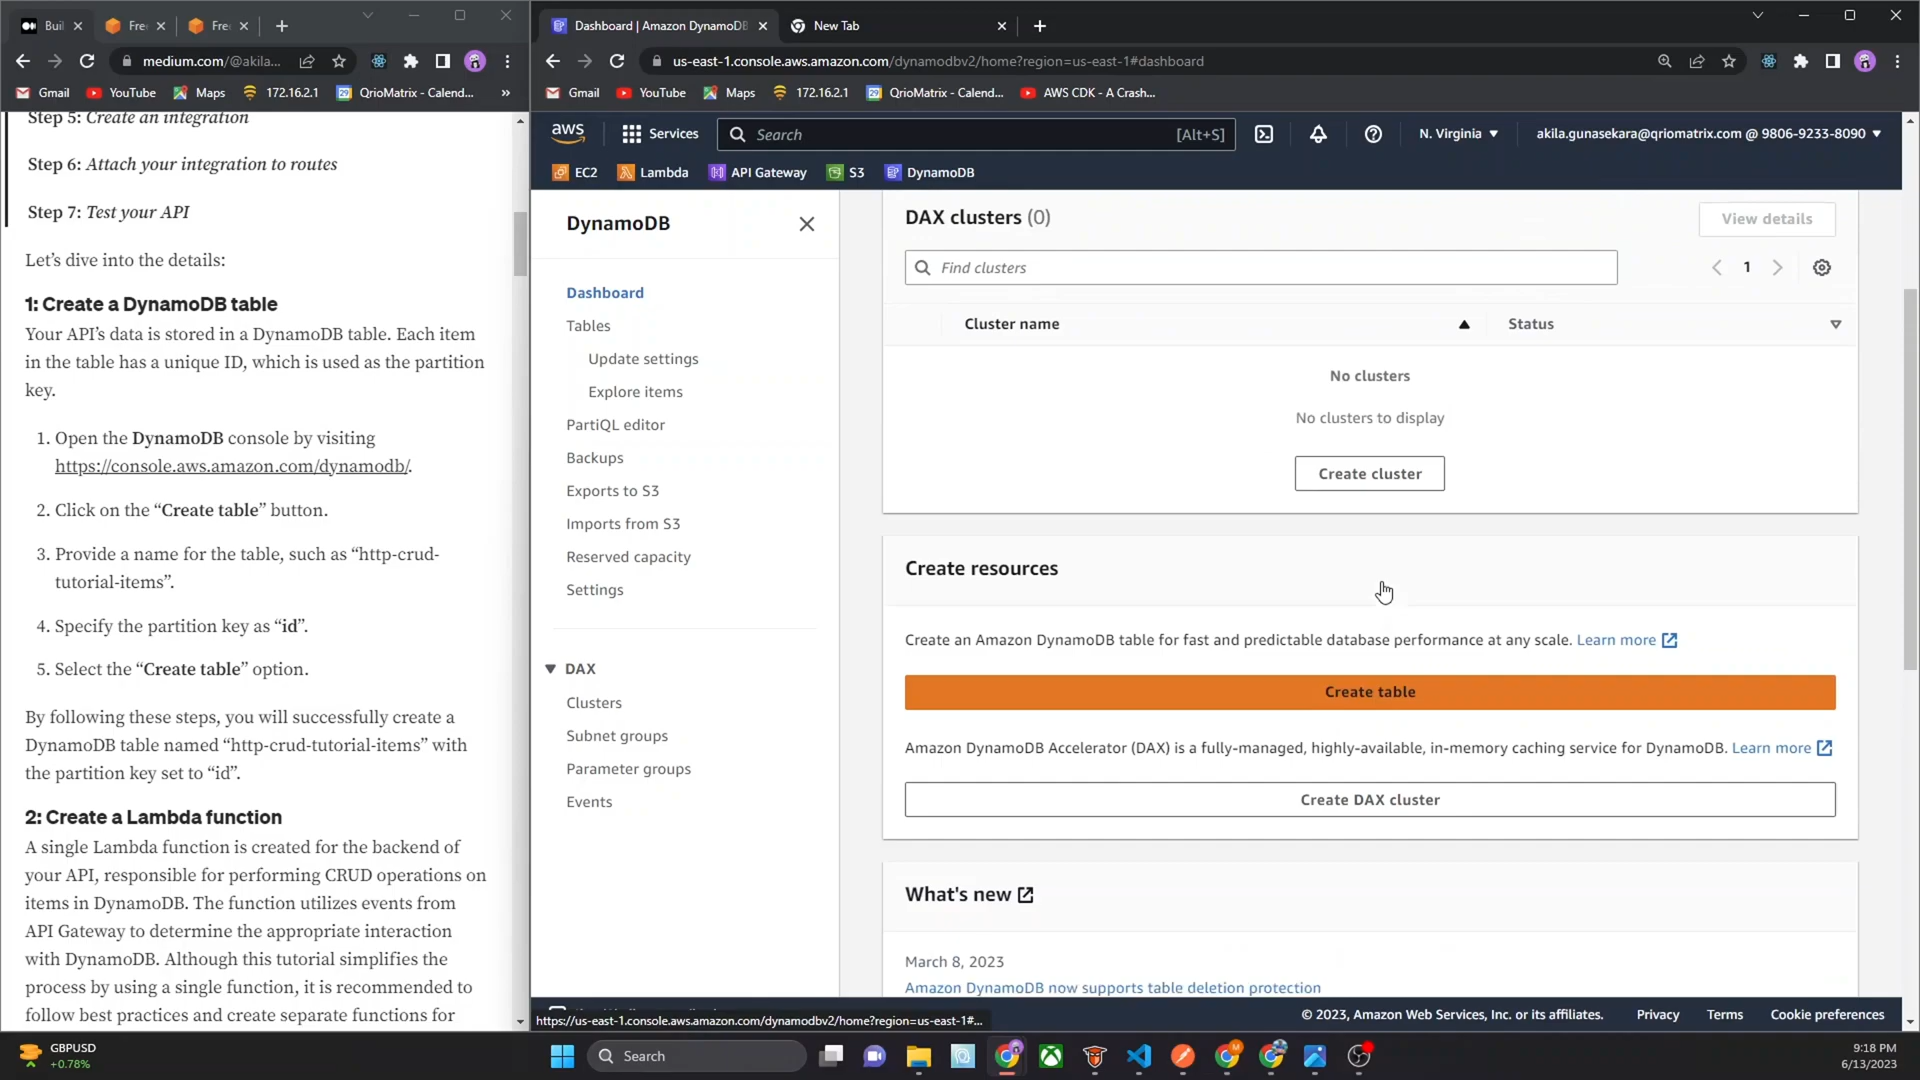 Buil
Free
Free
medium.com/@akila...
Gmail
YouTube
Maps
172.16.2.1
QrioMatrix - Calend...
»
Step 5: Create an integration
Step 6: Attach your integration to routes
Step 7: Test your API
Let's dive into the details:
1: Create a DynamoDB table
Your API's data is stored in a DynamoDB table. Each item
in the table has a unique ID, which is used as the partition
key.
1. Open the DynamoDB console by visiting
https://console.aws.amazon.com/dynamodb/.
2. Click on the “Create table” button.
3. Provide a name for the table, such as “http-crud-
tutorial-items”.
4. Specify the partition key as “id”.
5. Select the “Create table” option.
By following these steps, you will successfully create a
DynamoDB table named “http-crud-tutorial-items” with
the partition key set to “id”.
2: Create a Lambda function
A single Lambda function is created for the backend of
your API, responsible for performing CRUD operations on
items in DynamoDB. The function utilizes events from
API Gateway to determine the appropriate interaction
with DynamoDB. Although this tutorial simplifies the
process by using a single function, it is recommended to
follow best practices and create separate functions for
Dashboard | Amazon DynamoDB
New Tab
us-east-1.console.aws.amazon.com/dynamodbv2/home?region=us-east-1#dashboard
Gmail
YouTube
Maps
172.16.2.1
QrioMatrix - Calend...
AWS CDK - A Crash...
aws
Services
Search
[Alt+S]
N. Virginia
akila.gunasekara@qriomatrix.com @ 9806-9233-8090
EC2
Lambda
API Gateway
S3
DynamoDB
DynamoDB
Dashboard
Tables
Update settings
Explore items
PartiQL editor
Backups
Exports to S3
Imports from S3
Reserved capacity
Settings
DAX
Clusters
Subnet groups
Parameter groups
Events
DAX clusters (0)
View details
Find clusters
1
Cluster name
Status
No clusters
No clusters to display
Create cluster
Create resources
Create an Amazon DynamoDB table for fast and predictable database performance at any scale. Learn more
Create table
Amazon DynamoDB Accelerator (DAX) is a fully-managed, highly-available, in-memory caching service for DynamoDB. Learn more
Create DAX cluster
What's new
March 8, 2023
Amazon DynamoDB now supports table deletion protection
https://us-east-1.console.aws.amazon.com/dynamodbv2/home?region=us-east-1#...
© 2023, Amazon Web Services, Inc. or its affiliates.
Privacy
Terms
Cookie preferences
GBPUSD
+0.78%
Search
9:18 PM
6/13/2023